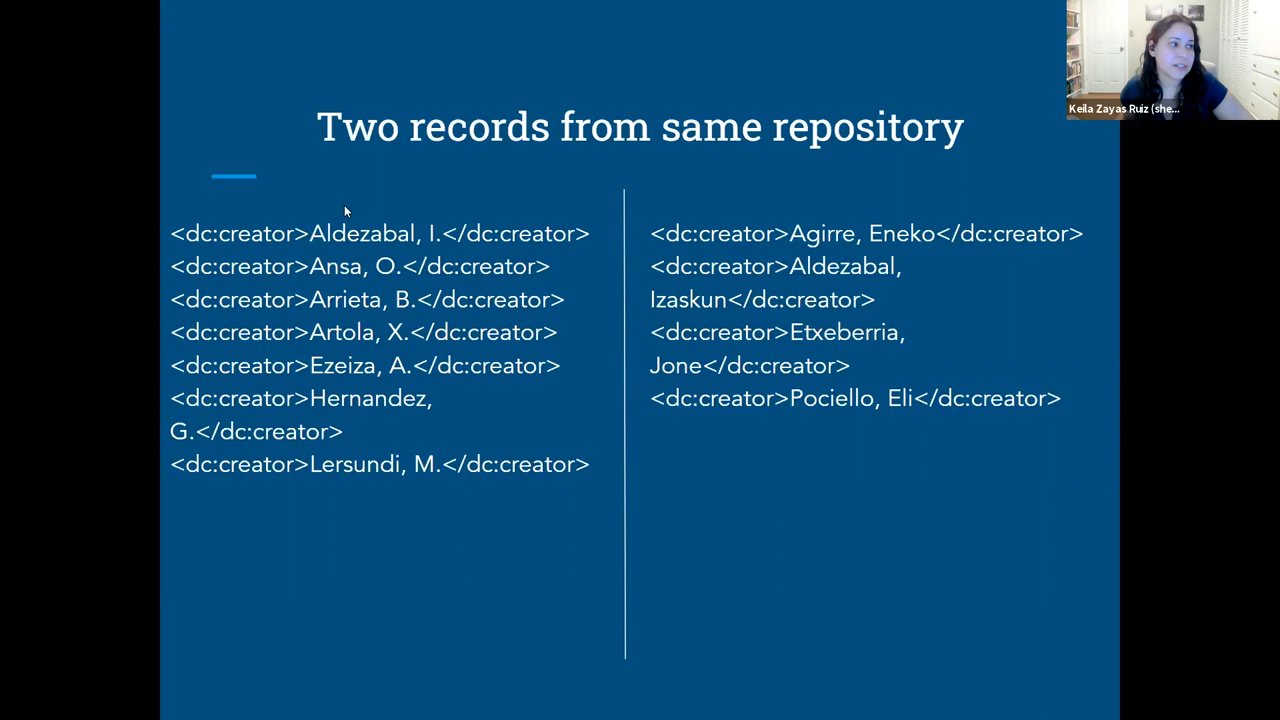 Two records from same repository
<dc:creator>Aldezabal, I.</dc:creator>
<dc:creator>Ansa, O.</dc:creator>
<dc:creator>Arrieta, B.</dc:creator>
<dc:creator>Artola, X.</dc:creator>
<dc:creator>Ezeiza, A.</dc:creator>
<dc:creator>Hernandez,
G.</dc:creator>
<dc:creator>Lersundi, M.</dc:creator>
<dc:creator>Agirre, Eneko</dc:creator>
<dc:creator>Aldezabal,
Izaskun</dc:creator>
<dc:creator>Etxeberria,
Jone</dc:creator>
<dc:creator>Pociello, Eli</dc:creator>
Keila Zayas Ruiz (she...